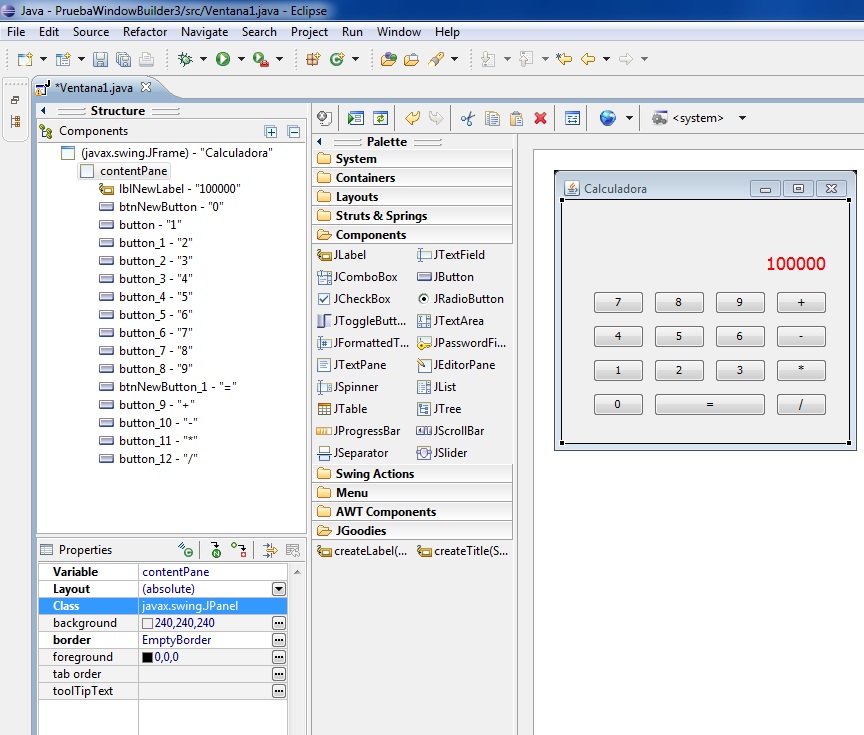 Java - PruebaWindowBuilder3/src/Ventana1.java - Eclipse
File Edit Source Refactor Navigate Search Project Run Window Help
*Ventana1.java
Structure
Components
(javax.swing.JFrame) - "Calculadora"
contentPane
lblNewLabel - "100000"
btnNewButton - "0"
button - "1"
button_1 - "2"
button_2 - "3"
button_3 - "4"
button_4 - "5"
button_5 - "6"
button_6 - "7"
button_7 - "8"
button_8 - "9"
btnNewButton_1 - "="
button_9 - "+"
button_10 - "-"
button_11 - "*"
button_12 - "/"
Properties
Variable contentPane
Layout (absolute)
Class javax.swing.JPanel
background 240,240,240
border EmptyBorder
foreground 0,0,0
tab order
toolTipText
<system>
Palette
System
Containers
Layouts
Struts & Springs
Components
JLabel JTextField
JComboBox JButton
JCheckBox JRadioButton
JToggleButt... JTextArea
JFormattedT... JPasswordFi...
JTextPane JEditorPane
JSpinner JList
JTable JTree
JProgressBar JScrollBar
JSeparator JSlider
Swing Actions
Menu
AWT Components
JGoodies
createLabel(... createTitle(S...
Calculadora
100000
7 8 9 +
4 5 6 -
1 2 3 *
0 = /